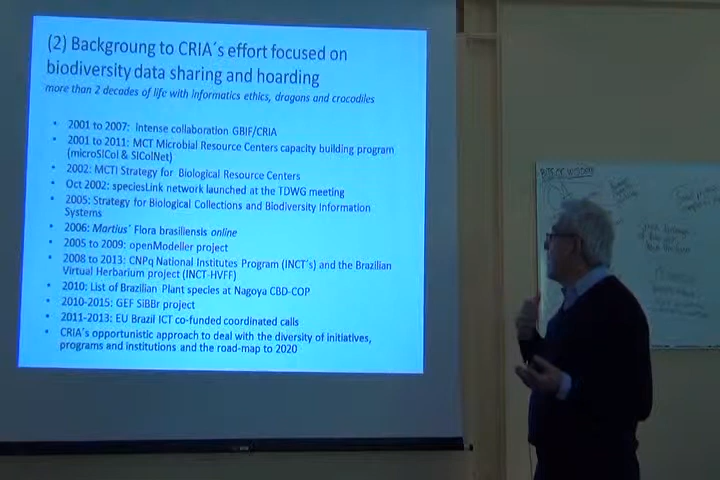 (2) Backgroung to CRIA´s effort focused on
biodiversity data sharing and hoarding
more than 2 decades of life with informatics ethics, dragons and crocodiles
• 2001 to 2007: Intense collaboration GBIF/CRIA
• 2001 to 2011: MCT Microbial Resource Centers capacity building program
(microSICol & SIColNet)
• 2002: MCTI Strategy for Biological Resource Centers
• Oct 2002: speciesLink network launched at the TDWG meeting
• 2005: Strategy for Biological Collections and Biodiversity Information
Systems
• 2006: Martius´ Flora brasiliensis online
• 2005 to 2009: openModeller project
• 2008 to 2013: CNPq National Institutes Program (INCT’s) and the Brazilian
Virtual Herbarium project (INCT-HVFF)
• 2010: List of Brazilian Plant species at Nagoya CBD-COP
• 2010-2015: GEF SiBBr project
• 2011-2013: EU Brazil ICT co-funded coordinated calls
• CRIA´s opportunistic approach to deal with the diversity of initiatives,
programs and institutions and the road-map to 2020
BITS OF WISDOM